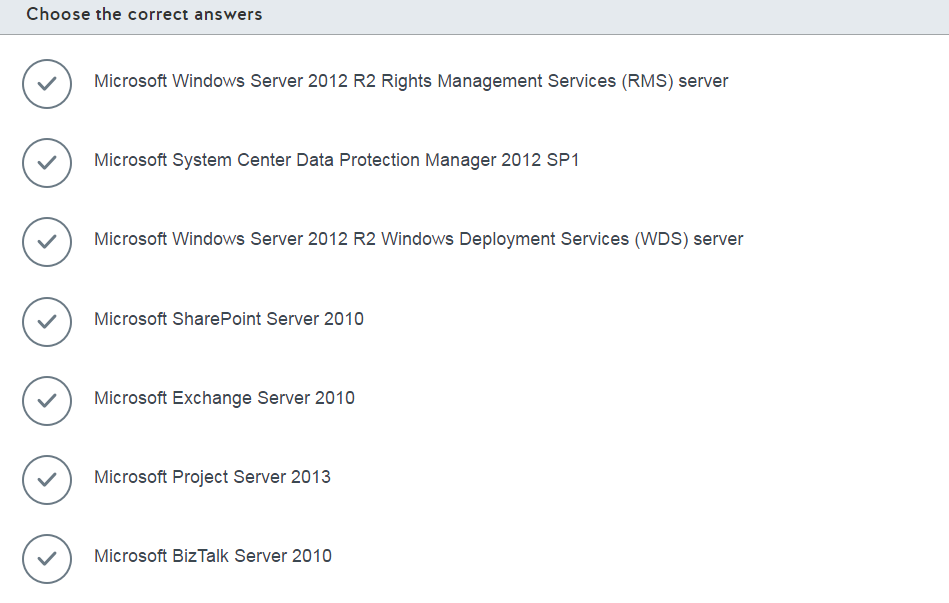 Choose the correct answers
Microsoft Windows Server 2012 R2 Rights Management Services (RMS) server
Microsoft System Center Data Protection Manager 2012 SP1
Microsoft Windows Server 2012 R2 Windows Deployment Services (WDS) server
Microsoft SharePoint Server 2010
Microsoft Exchange Server 2010
Microsoft Project Server 2013
Microsoft BizTalk Server 2010